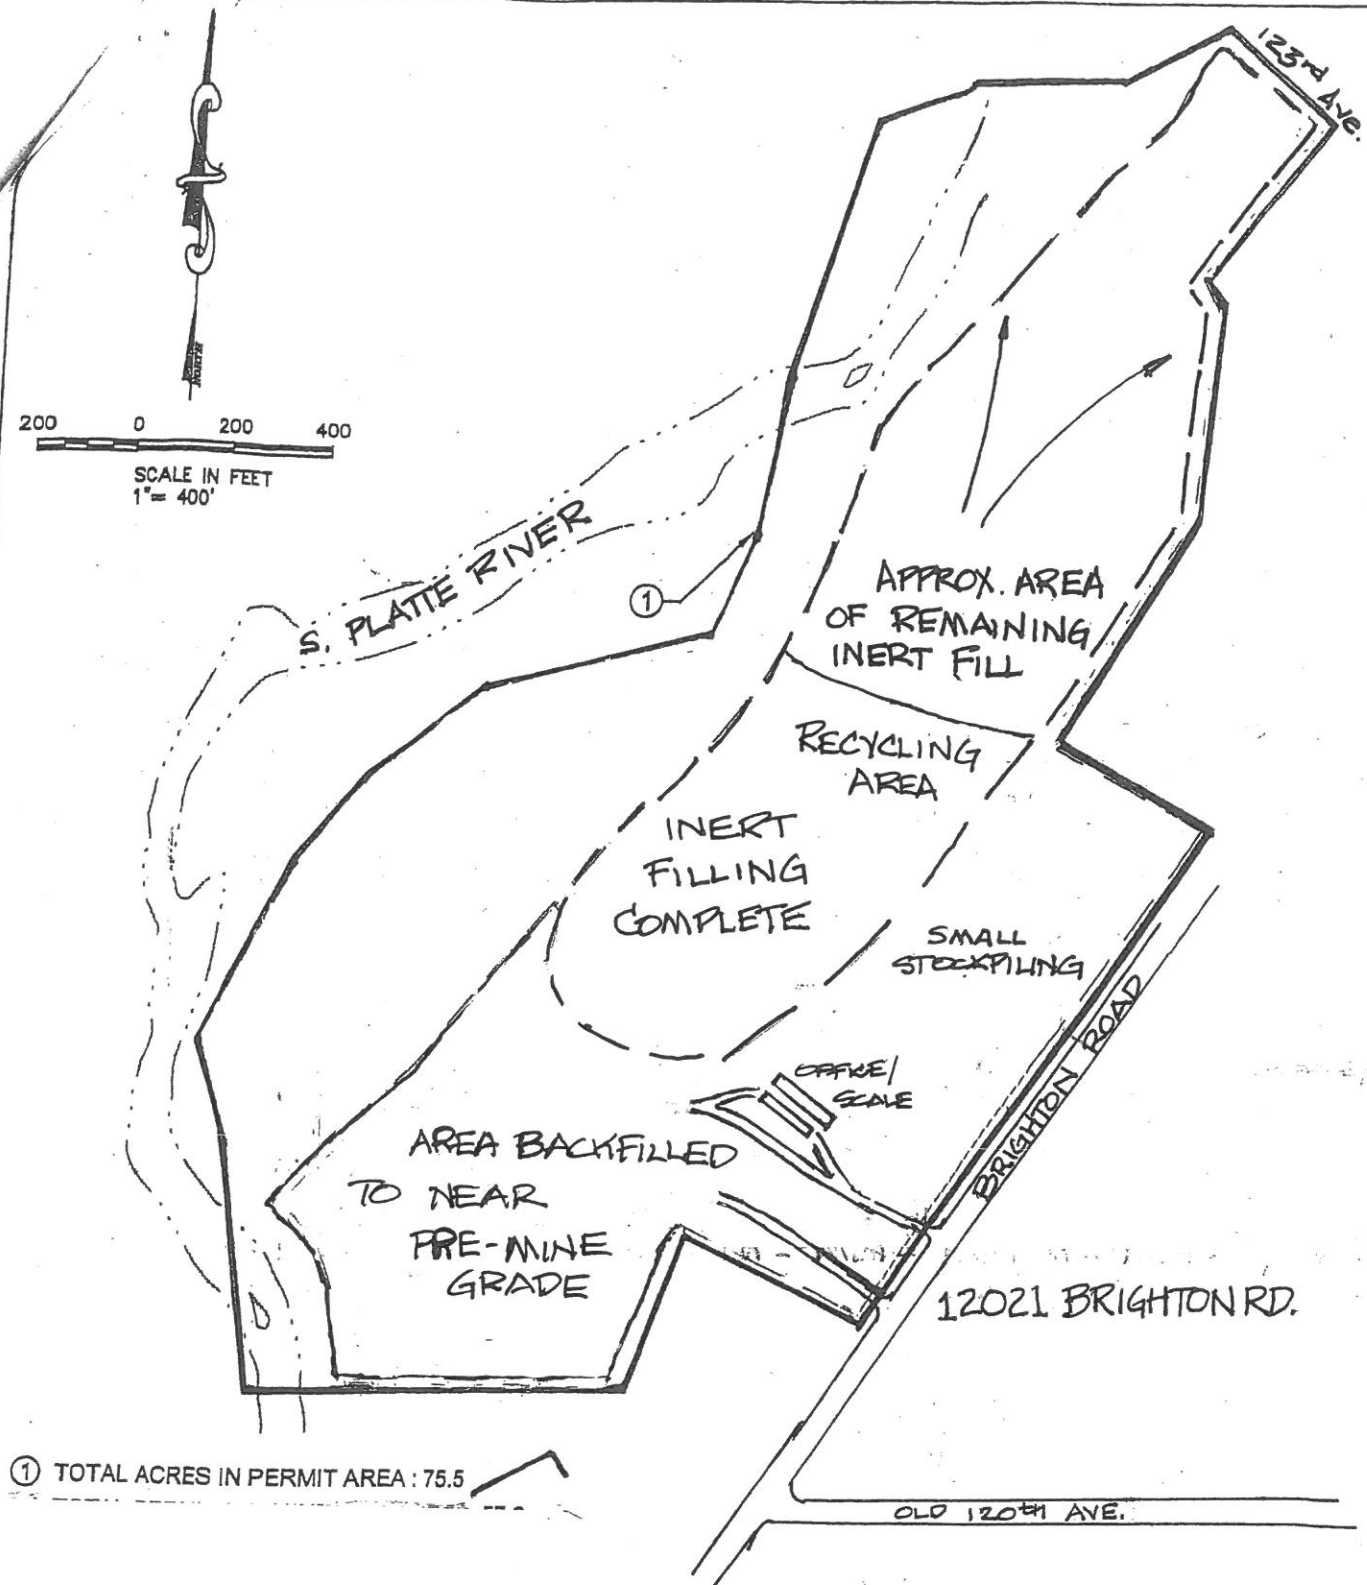 123rd Ave.
NORTH
200 0 200 400
SCALE IN FEET
1"= 400'
S. PLATTE RIVER
1
APPROX. AREA
OF REMAINING
INERT FILL
RECYCLING
AREA
INERT
FILLING
COMPLETE
SMALL
STOCKPILING
OFFICE/
SCALE
BRIGHTON ROAD
AREA BACKFILLED
TO NEAR
PRE-MINE
GRADE
12021 BRIGHTON RD.
1 TOTAL ACRES IN PERMIT AREA : 75.5
OLD 120th AVE.